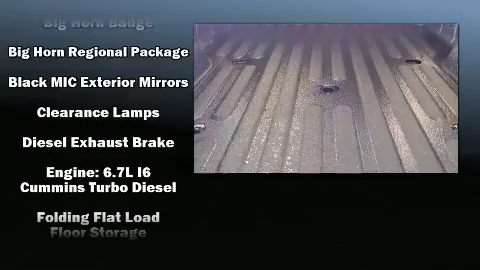 Big Horn Badge
Big Horn Regional Package
Black MIC Exterior Mirrors
Clearance Lamps
Diesel Exhaust Brake
Engine: 6.7L I6
Cummins Turbo Diesel
Folding Flat Load
Floor Storage